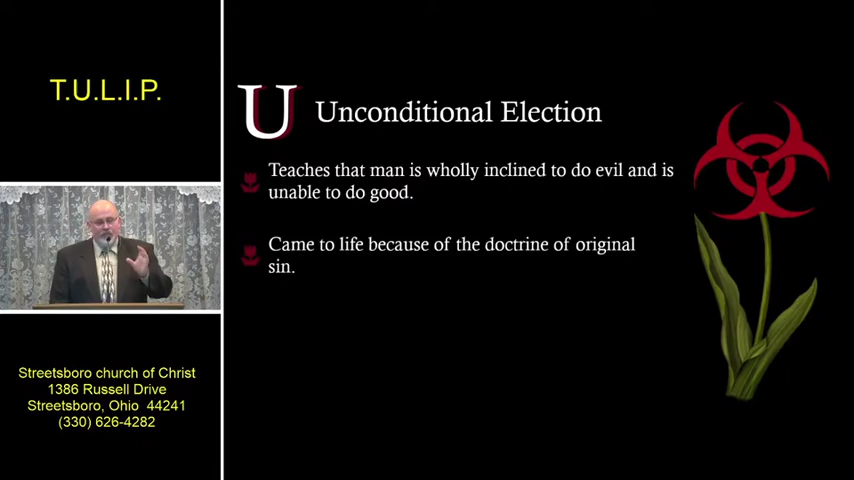 T.U.L.I.P.
U Unconditional Election
Teaches that man is wholly inclined to do evil and is
unable to do good.
Came to life because of the doctrine of original
sin.
Streetsboro church of Christ
1386 Russell Drive
Streetsboro, Ohio  44241
(330) 626-4282